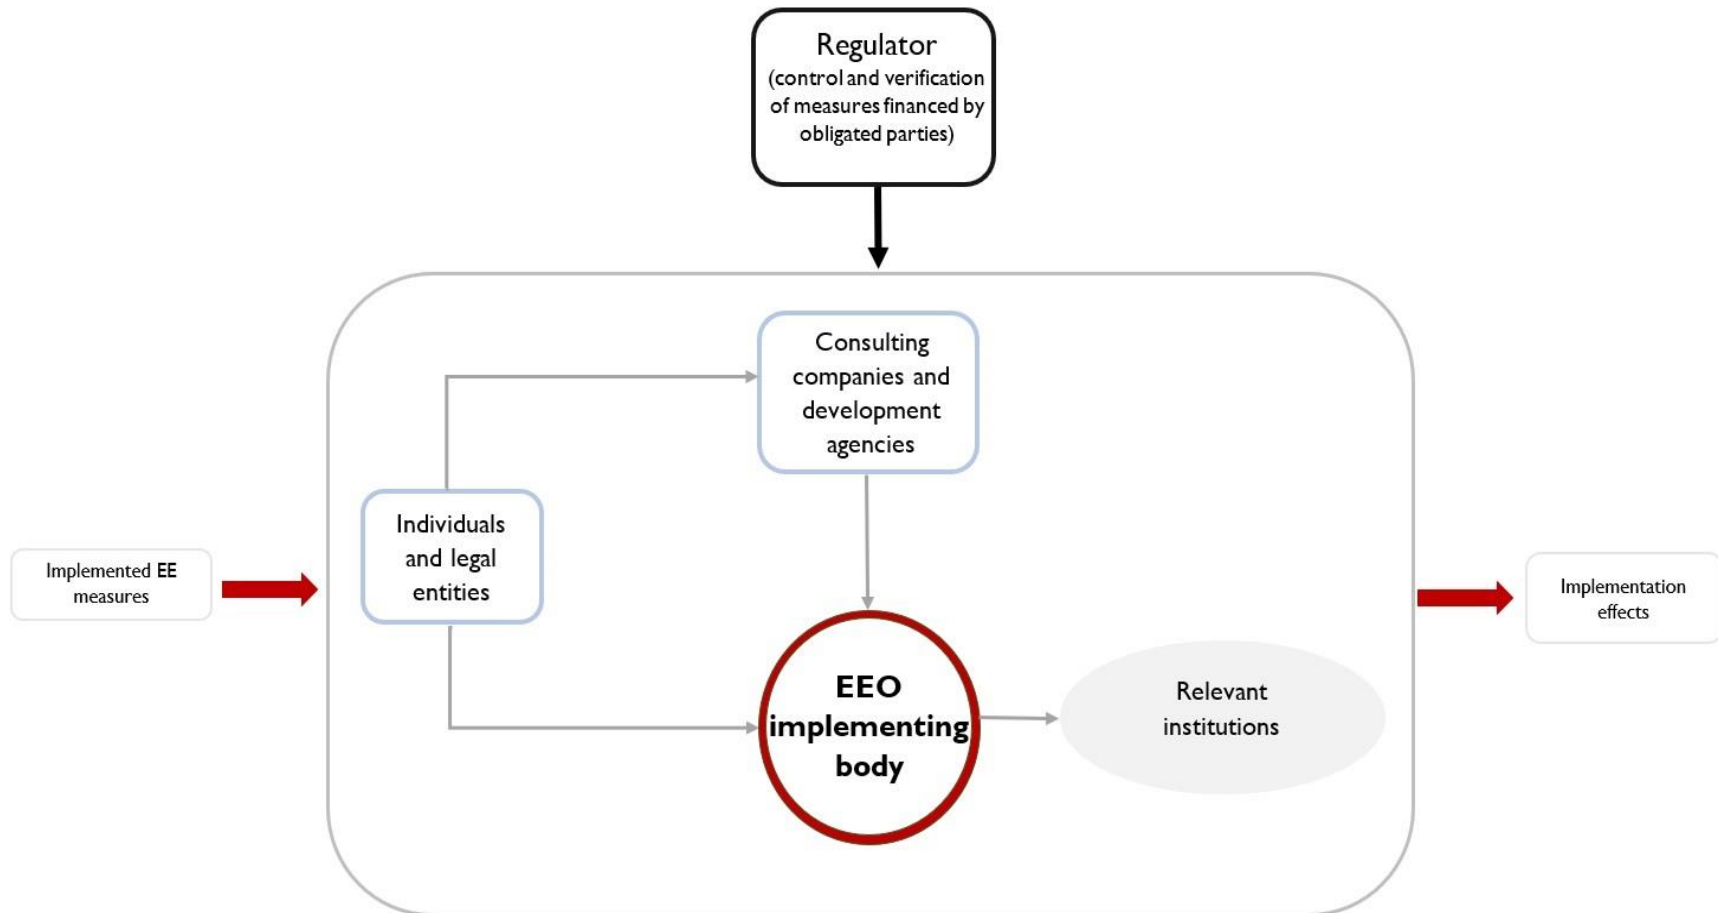 Regulator
(control and verification
of measures financed by
obligated parties)
Consulting
companies and
development
agencies
Individuals
and legal
entities
Implemented EE
measures
Implementation
effects
EEO
implementing
body
Relevant
institutions